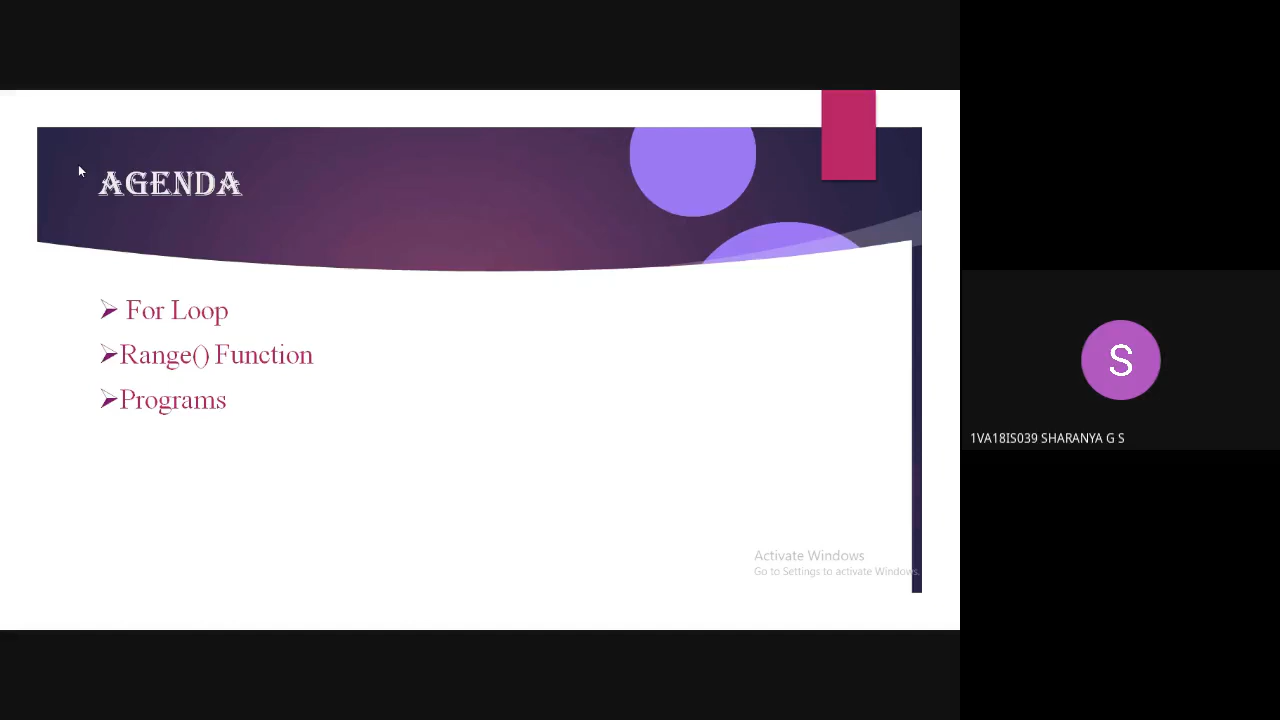 AGENDA
For Loop
Range() Function
Programs
Activate Windows
Go to Settings to activate Windows.
S
1VA18IS039 SHARANYA G S